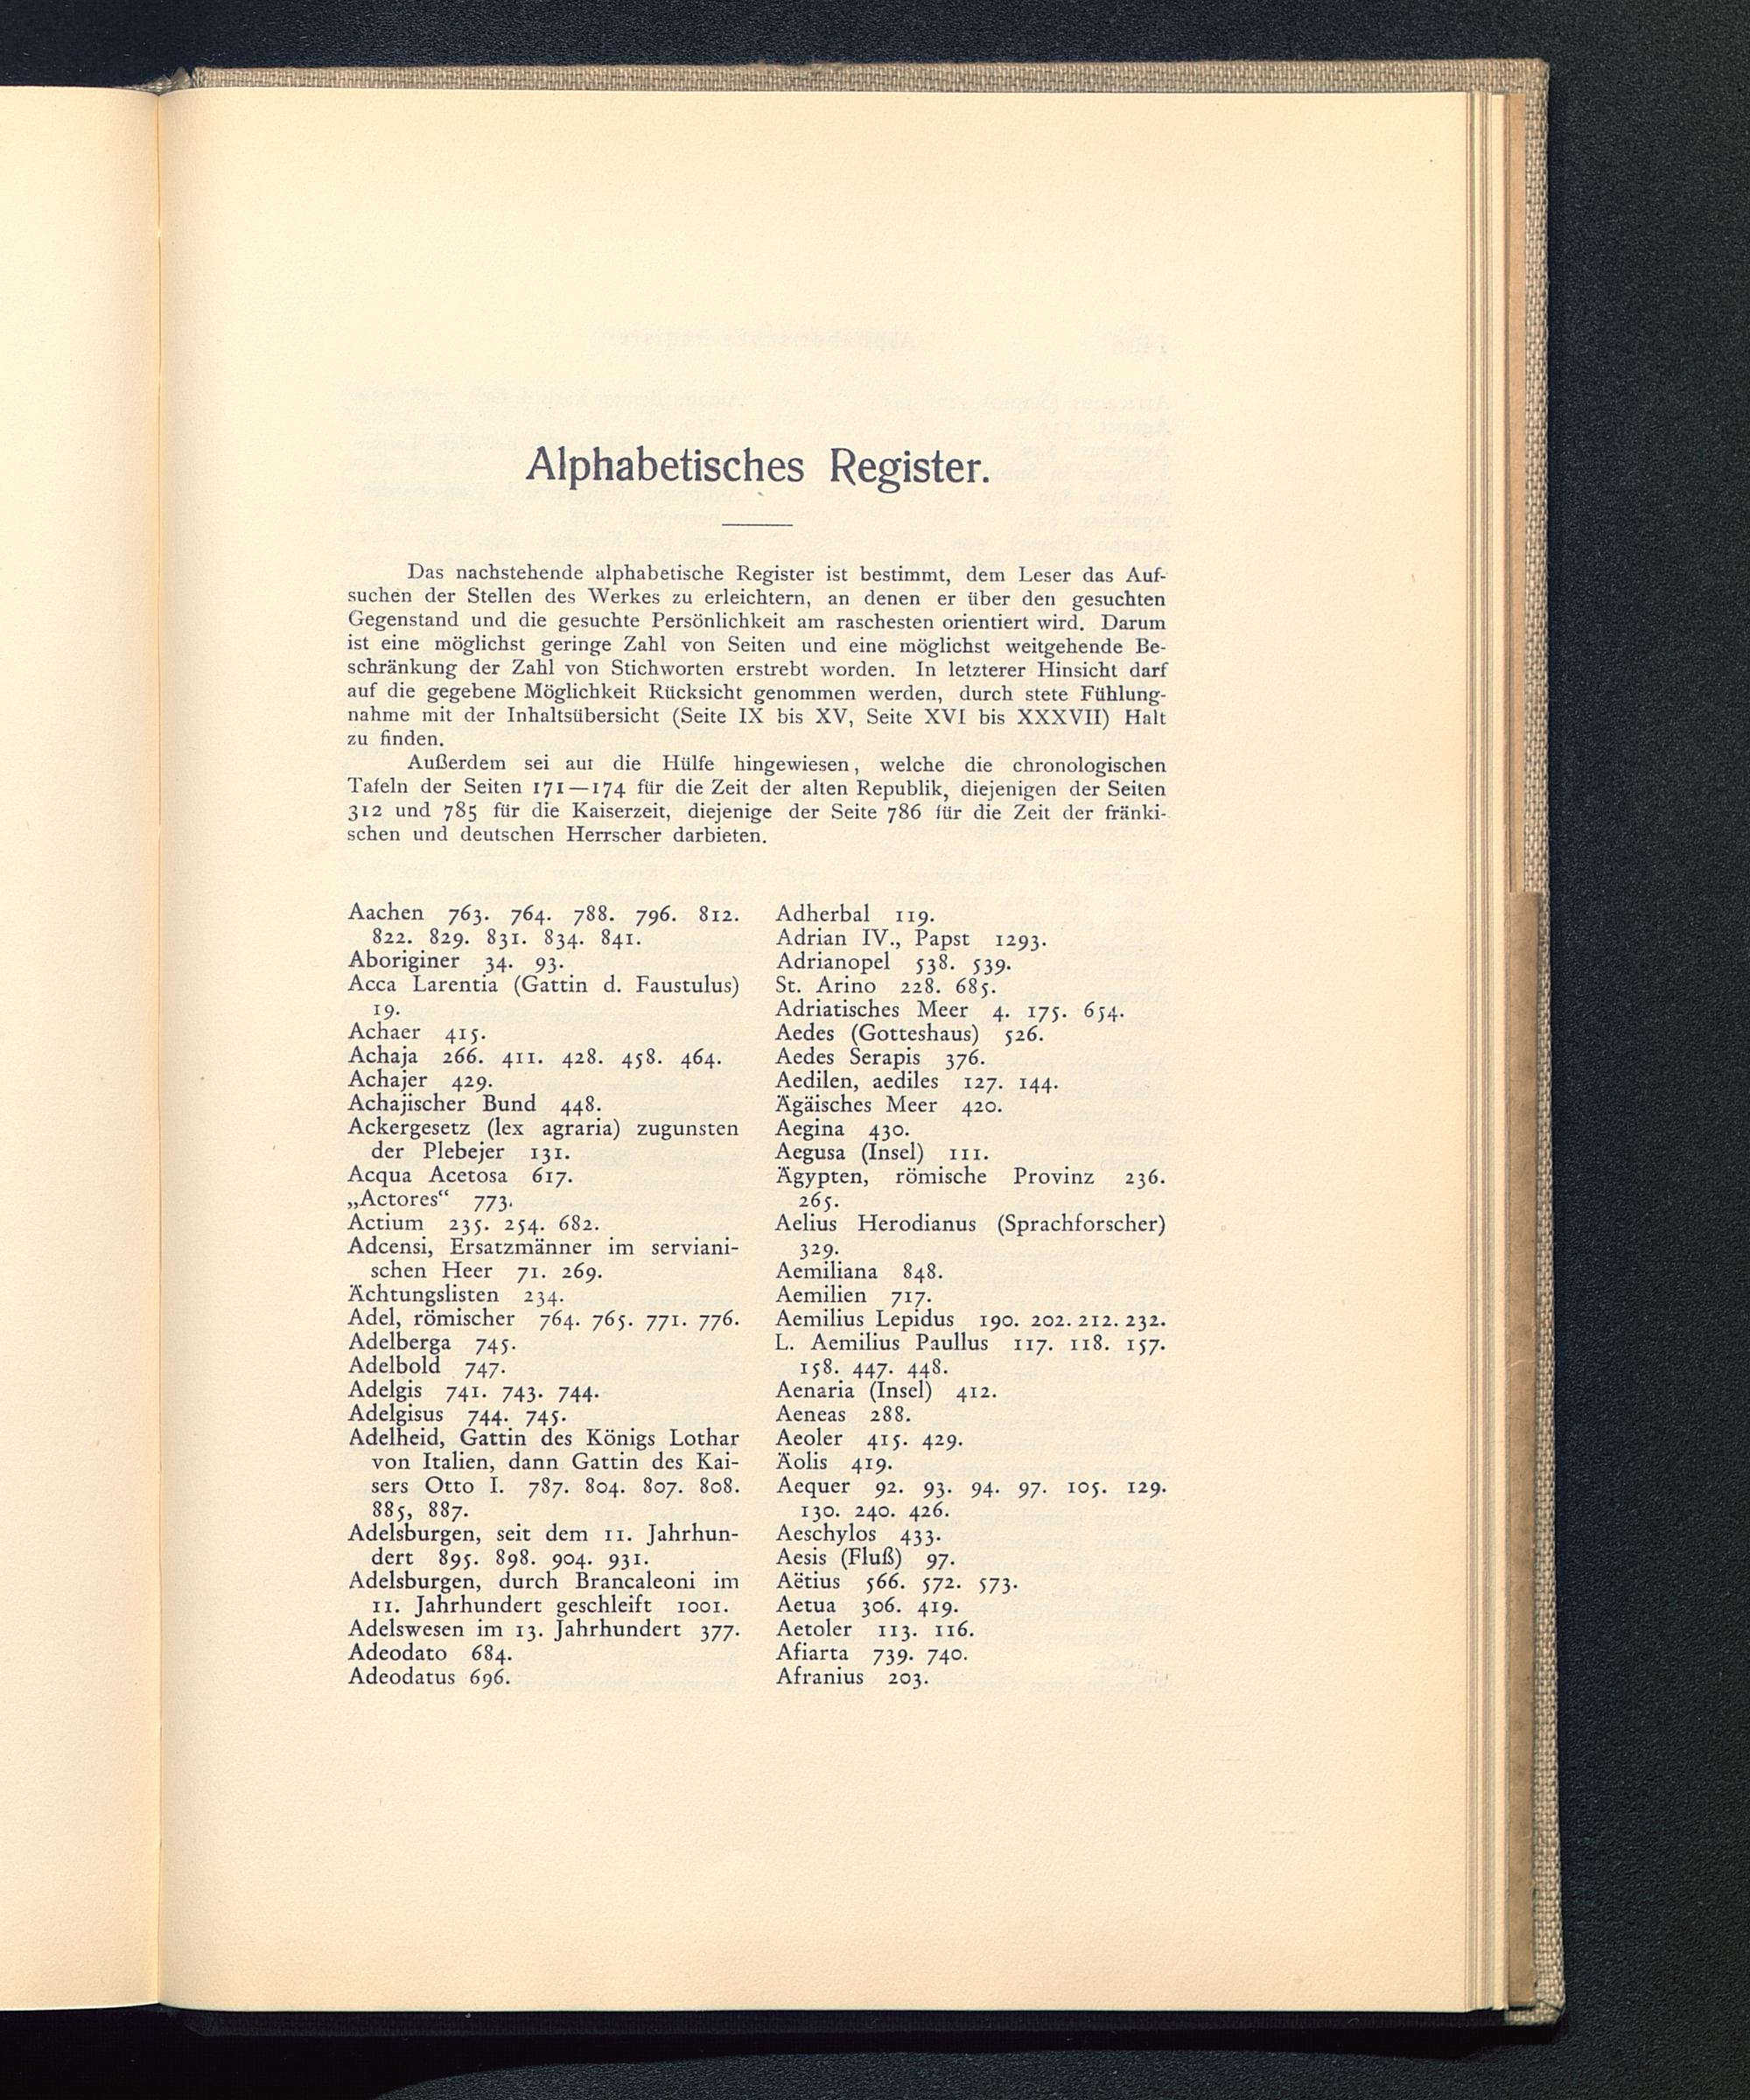 Alphabetisches Register.
Das nachstehende alphabetische Register ist bestimmt, dem Leser das Auf-
suchen der Stellen des Werkes zu erleichtern, an denen er über den gesuchten
Gegenstand und die gesuchte Persönlichkeit am raschesten orientiert wird. Darum
ist eine möglichst geringe Zahl von Seiten und eine möglichst weitgehende Be-
schränkung der Zahl von Stichworten erstrebt worden. In letzterer Hinsicht darf
auf die gegebene Möglichkeit Rücksicht genommen werden, durch stete Fühlung-
nahme mit der Inhaltsübersicht (Seite IX bis XV, Seite XVI bis XXXVII) Halt
zu finden.
Außerdem sei auf die Hülfe hingewiesen, welche die chronologischen
Tafeln der Seiten 171—174 für die Zeit der alten Republik, diejenigen der Seiten
312 und 785 für die Kaiserzeit, diejenige der Seite 786 für die Zeit der fränki-
schen und deutschen Herrscher darbieten.
Aachen 763. 764. 788. 796. 812.
822. 829. 831. 834. 841.
Aboriginer 34. 93.
Acca Larentia (Gattin d. Faustulus)
19.
Achaer 415.
Achaja 266. 411. 428. 458. 464.
Achajer 429.
Achajischer Bund 448.
Ackergesetz (lex agraria) zugunsten
der Plebejer 131.
Acqua Acetosa 617.
„Actores“ 773.
Actium 235. 254. 682.
Adcensi, Ersatzmänner im serviani-
schen Heer 71. 269.
Ächtungslisten 234.
Adel, römischer 764. 765. 771. 776.
Adelberga 745.
Adelbold 747.
Adelgis 741. 743. 744.
Adelgisus 744. 745.
Adelheid, Gattin des Königs Lothar
von Italien, dann Gattin des Kai-
sers Otto I. 787. 804. 807. 808.
885, 887.
Adelsburgen, seit dem 11. Jahrhun-
dert 895. 898. 904. 931.
Adelsburgen, durch Brancaleoni im
11. Jahrhundert geschleift 1001.
Adelswesen im 13. Jahrhundert 377.
Adeodato 684.
Adeodatus 696.
Adherbal 119.
Adrian IV., Papst 1293.
Adrianopel 538. 539.
St. Arino 228. 685.
Adriatisches Meer 4. 175. 654.
Aedes (Gotteshaus) 526.
Aedes Serapis 376.
Aedilen, aediles 127. 144.
Ägäisches Meer 420.
Aegina 430.
Aegusa (Insel) 111.
Ägypten, römische Provinz 236.
265.
Aelius Herodianus (Sprachforscher)
329.
Aemiliana 848.
Aemilien 717.
Aemilius Lepidus 190. 202. 212. 232.
L. Aemilius Paullus 117. 118. 157.
158. 447. 448.
Aenaria (Insel) 412.
Aeneas 288.
Aeoler 415. 429.
Äolis 419.
Aequer 92. 93. 94. 97. 105. 129.
130. 240. 426.
Aeschylos 433.
Aesis (Fluß) 97.
Aëtius 566. 572. 573.
Aetua 306. 419.
Aetoler 113. 116.
Afiarta 739. 740.
Afranius 203.